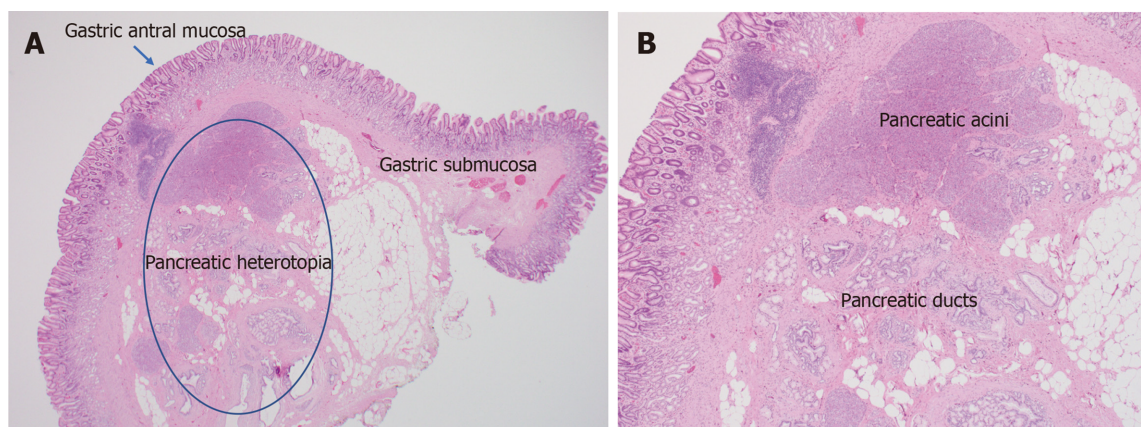 A
Gastric antral mucosa
Gastric submucosa
Pancreatic heterotopia
B
Pancreatic acini
Pancreatic ducts